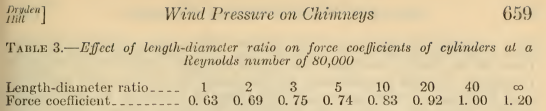 Dryden
Hill] Wind Pressure on Chimneys 659
TABLE 3.—Effect of length-diameter ratio on force coefficients of cylinders at a
Reynolds number of 80,000
Length-diameter ratio---- 1 2 3 5 10 20 40 ∞
Force coefficient--------- 0.63 0.69 0.75 0.74 0.83 0.92 1.00 1.20